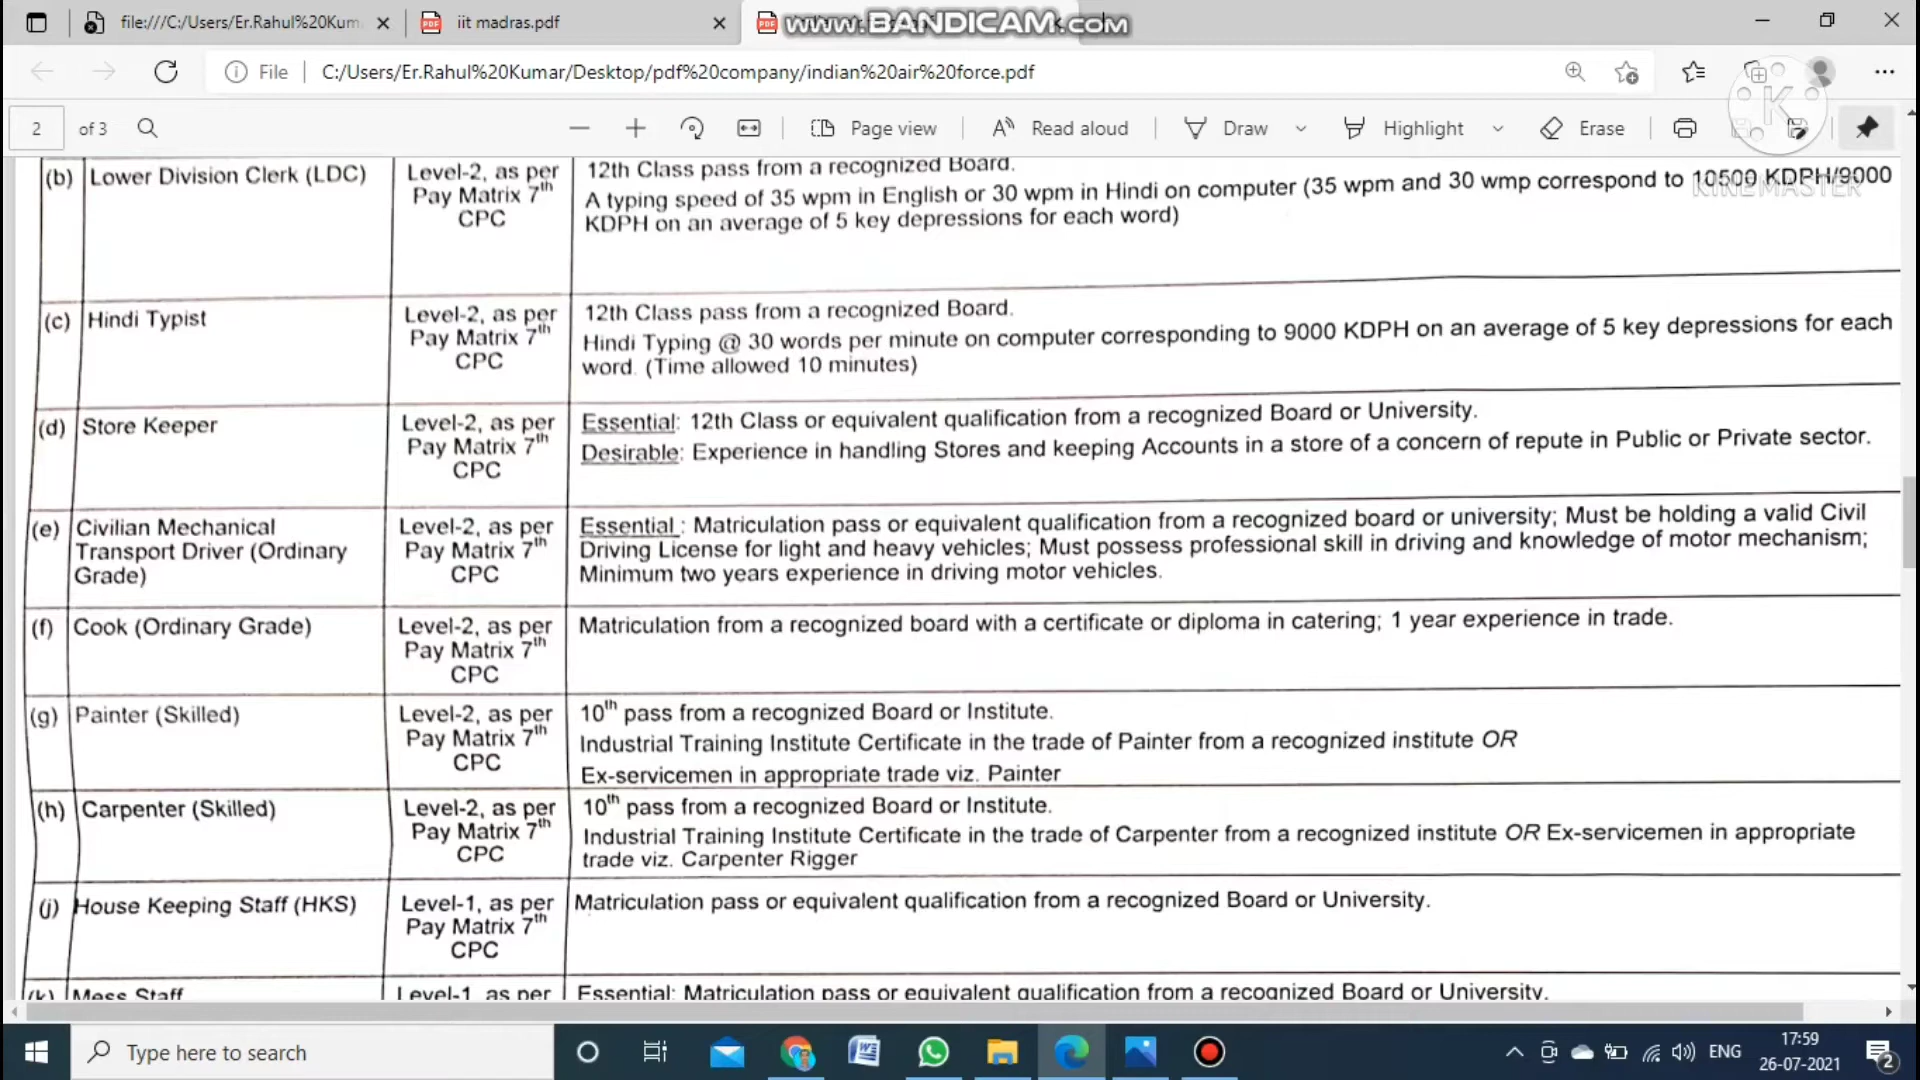 file:///C:/Users/Er.Rahul%20Kum
iit madras.pdf
www.BANDICAM.com
File
C:/Users/Er.Rahul%20Kumar/Desktop/pdf%20company/indian%20air%20force.pdf
2 of 3
Page view
Read aloud
Draw
Highlight
Erase
K
KINEMASTER
(b) Lower Division Clerk (LDC)
Level-2, as per
Pay Matrix 7th
CPC
12th Class pass from a recognized Board.
A typing speed of 35 wpm in English or 30 wpm in Hindi on computer (35 wpm and 30 wmp correspond to 10500 KDPH/9000
KDPH on an average of 5 key depressions for each word)
(c) Hindi Typist
Level-2, as per
Pay Matrix 7th
CPC
12th Class pass from a recognized Board.
Hindi Typing @ 30 words per minute on computer corresponding to 9000 KDPH on an average of 5 key depressions for each
word. (Time allowed 10 minutes)
(d) Store Keeper
Level-2, as per
Pay Matrix 7th
CPC
Essential: 12th Class or equivalent qualification from a recognized Board or University.
Desirable: Experience in handling Stores and keeping Accounts in a store of a concern of repute in Public or Private sector.
(e) Civilian Mechanical
Transport Driver (Ordinary
Grade)
Level-2, as per
Pay Matrix 7th
CPC
Essential : Matriculation pass or equivalent qualification from a recognized board or university; Must be holding a valid Civil
Driving License for light and heavy vehicles; Must possess professional skill in driving and knowledge of motor mechanism;
Minimum two years experience in driving motor vehicles.
(f) Cook (Ordinary Grade)
Level-2, as per
Pay Matrix 7th
CPC
Matriculation from a recognized board with a certificate or diploma in catering; 1 year experience in trade.
(g) Painter (Skilled)
Level-2, as per
Pay Matrix 7th
CPC
10th pass from a recognized Board or Institute.
Industrial Training Institute Certificate in the trade of Painter from a recognized institute OR
Ex-servicemen in appropriate trade viz. Painter
(h) Carpenter (Skilled)
Level-2, as per
Pay Matrix 7th
CPC
10th pass from a recognized Board or Institute.
Industrial Training Institute Certificate in the trade of Carpenter from a recognized institute OR Ex-servicemen in appropriate
trade viz. Carpenter Rigger
(j) House Keeping Staff (HKS)
Level-1, as per
Pay Matrix 7th
CPC
Matriculation pass or equivalent qualification from a recognized Board or University.
(k) Mess Staff
Level-1 as per
Essential: Matriculation pass or equivalent qualification from a recognized Board or University.
Type here to search
ENG
17:59
26-07-2021
2